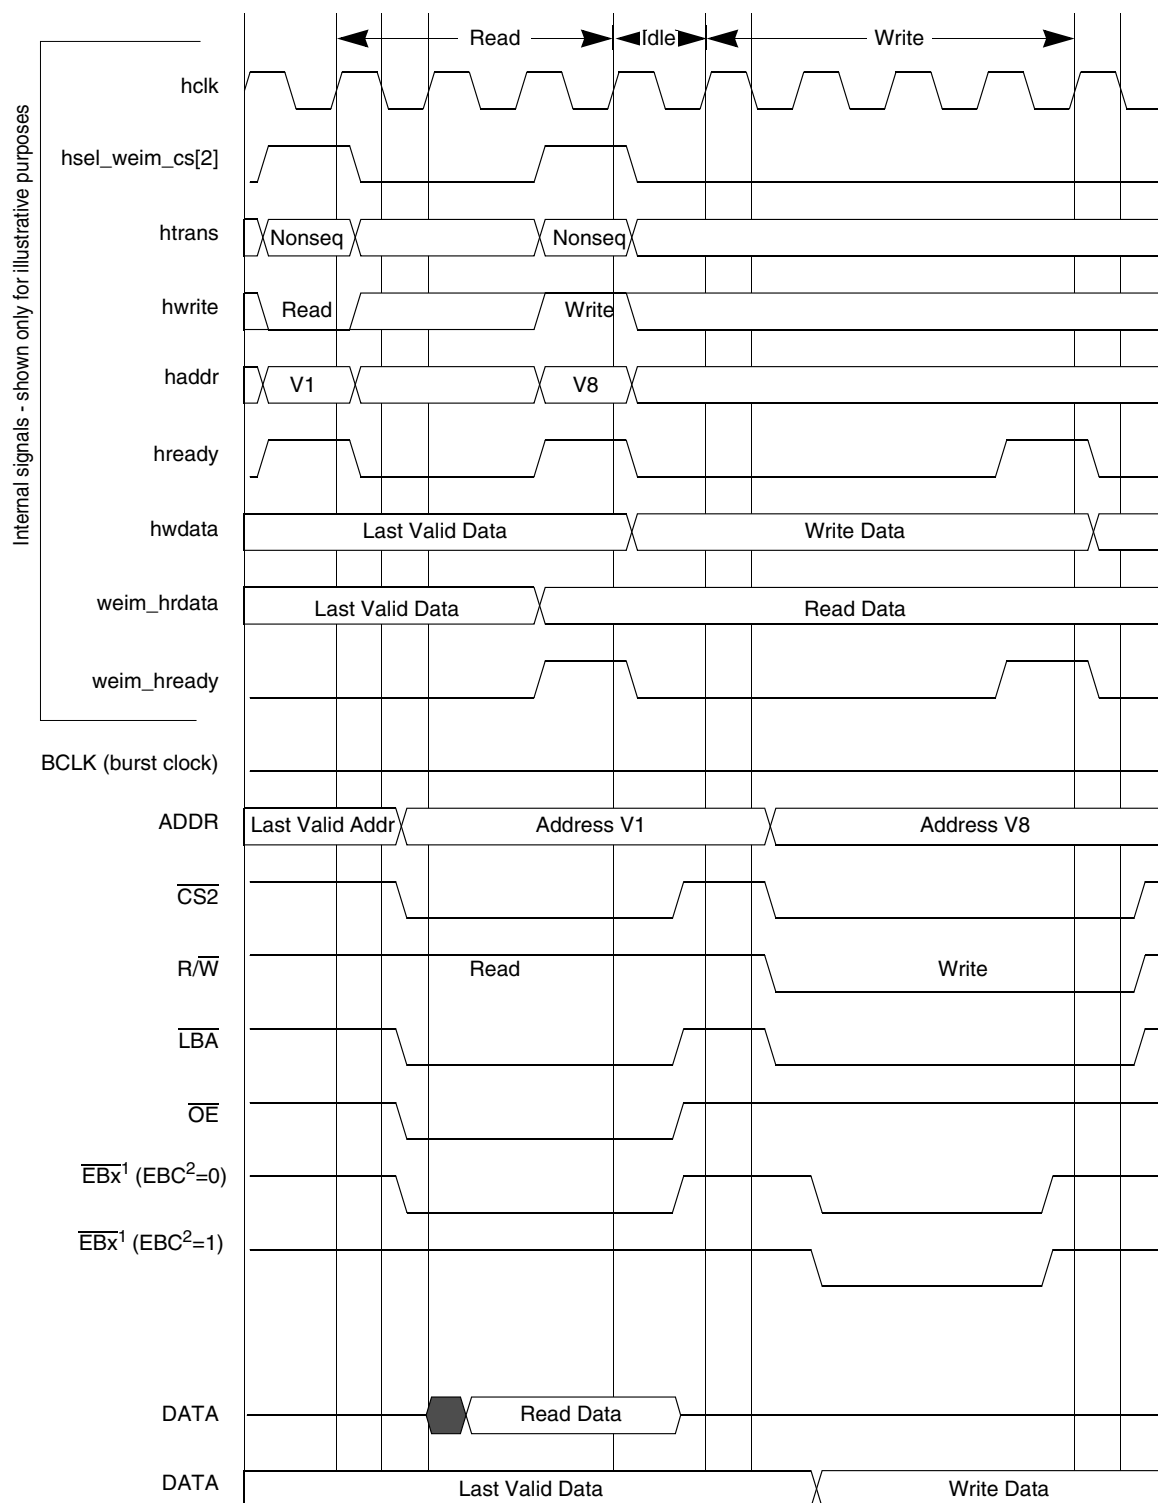 Read Idle Write
Internal signals - shown only for illustrative purposes
hclk
hsel_weim_cs[2]
htrans Nonseq Nonseq
hwrite Read Write
haddr V1 V8
hready
hwdata Last Valid Data Write Data
weim_hrdata Last Valid Data Read Data
weim_hready
BCLK (burst clock)
ADDR Last Valid Addr Address V1 Address V8
CS2
R/W Read Write
LBA
OE
EBx¹ (EBC²=0)
EBx¹ (EBC²=1)
DATA Read Data
DATA Last Valid Data Write Data